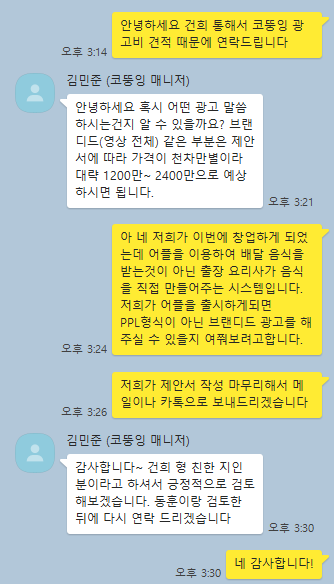 안녕하세요 건희 통해서 코뚱잉 광
고비 견적 때문에 연락드립니다
오후 3:14
김민준 (코뚱잉 매니저)
안녕하세요 혹시 어떤 광고 말씀
하시는건지 알 수 있을까요? 브랜
디드(영상 전체) 같은 부분은 제안
서에 따라 가격이 천차만별이라
대략 1200만~ 2400만으로 예상
하시면 됩니다.
오후 3:21
아 네 저희가 이번에 창업하게 되었
는데 어플을 이용하여 배달 음식을
받는것이 아닌 출장 요리사가 음식
을 직접 만들어주는 시스템입니다.
저희가 어플을 출시하게되면
PPL형식이 아닌 브랜디드 광고를 해
주실 수 있을지 여쭤보려고합니다.
오후 3:24
저희가 제안서 작성 마무리해서 메
일이나 카톡으로 보내드리겠습니다
오후 3:26
김민준 (코뚱잉 매니저)
감사합니다~ 건희 형 친한 지인
분이라고 하셔서 긍정적으로 검토
해보겠습니다. 동훈이랑 검토한
뒤에 다시 연락 드리겠습니다
오후 3:30
네 감사합니다!
오후 3:30